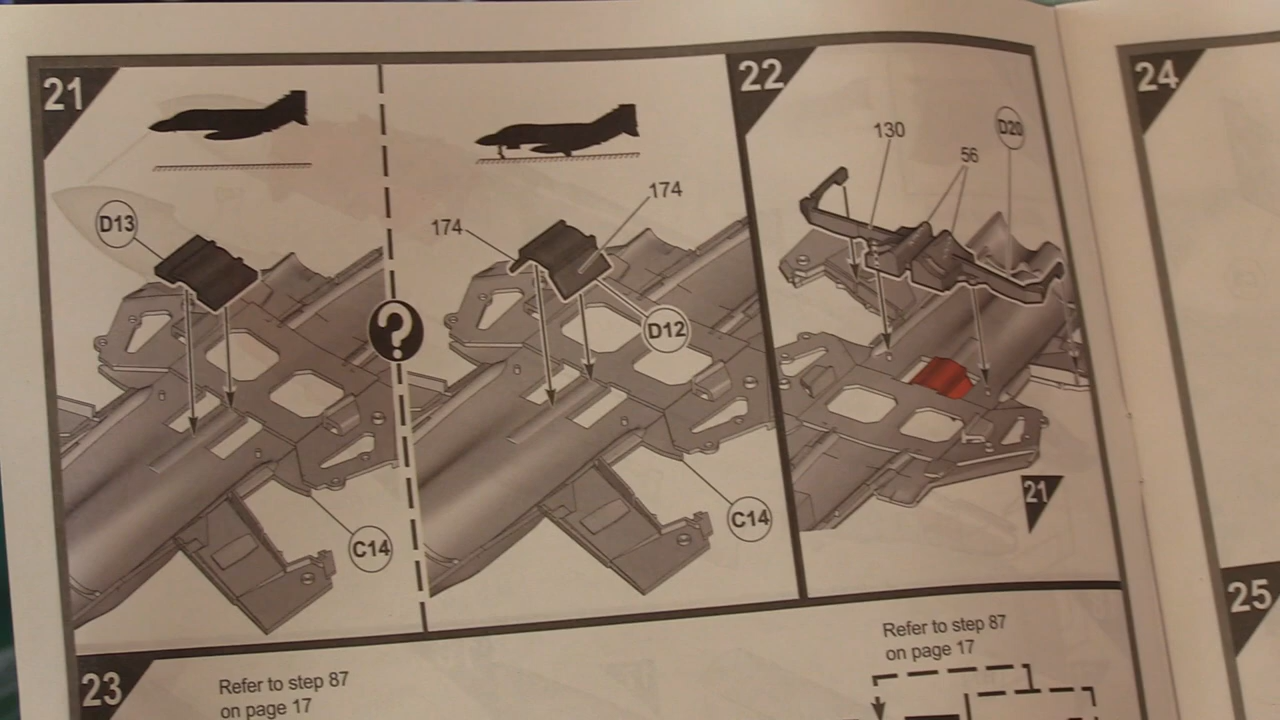 21
D13
C14
?
174
174
D12
C14
22
130
56
D20
21
23
Refer to step 87
on page 17
Refer to step 87
on page 17
24
25